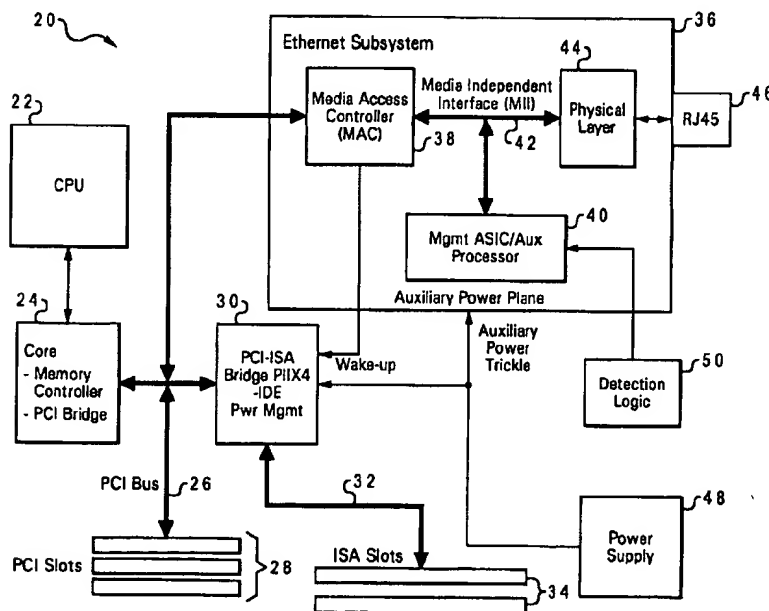 20
36
Ethernet Subsystem
44
Media Access
Controller
(MAC)
38
Media Independent
Interface (MII)
42
Physical
Layer
46
RJ45
22
CPU
40
Mgmt ASIC/Aux
Processor
Auxiliary Power Plane
24
Core
- Memory
Controller
- PCI Bridge
30
PCI-ISA
Bridge PIIX4
-IDE
Pwr Mgmt
Wake-up
Auxiliary
Power
Trickle
50
Detection
Logic
PCI Bus
26
32
48
Power
Supply
PCI Slots
28
ISA Slots
34